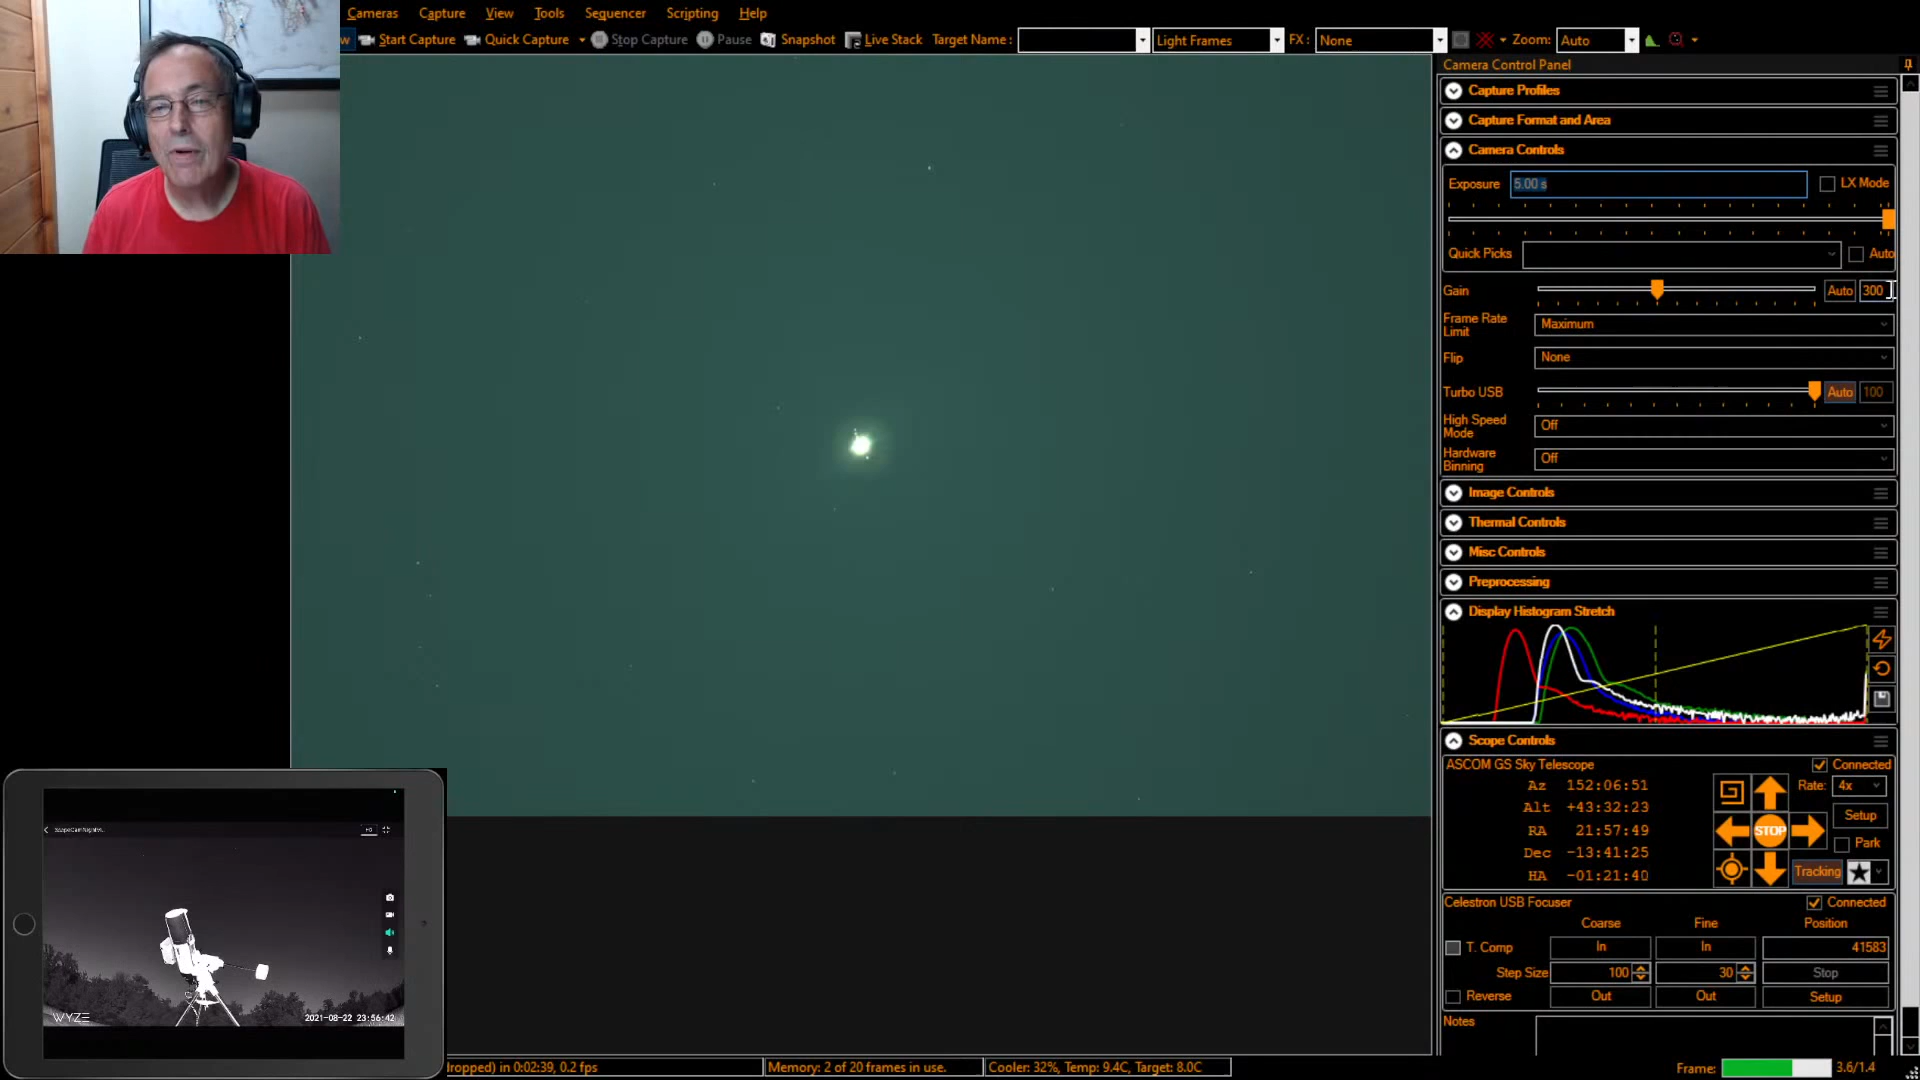 Cameras Capture View Tools Sequencer Scripting Help
w Start Capture Quick Capture Stop Capture Pause Snapshot Live Stack Target Name : Light Frames FX : None Zoom: Auto
Camera Control Panel
Capture Profiles
Capture Format and Area
Camera Controls
Exposure 5.00 s LX Mode
Quick Picks Auto
Gain Auto 300
Frame Rate Limit Maximum
Flip None
Turbo USB Auto 100
High Speed Mode Off
Hardware Binning Off
Image Controls
Thermal Controls
Misc Controls
Preprocessing
Display Histogram Stretch
Scope Controls
ASCOM GS Sky Telescope Connected
Az 152:06:51 Rate: 4x
Alt +43:32:23 Setup
RA 21:57:49 STOP
Dec -13:41:25 Park
HA -01:21:40 Tracking
Celestron USB Focuser Connected
Coarse Fine Position
T. Comp In In 41583
Step Size 100 30 Stop
Reverse Out Out Setup
Notes
WYZE 2021-08-22 23:56:42
ropped) in 0:02:39, 0.2 fps Memory: 2 of 20 frames in use. Cooler: 32%, Temp: 9.4C, Target: 8.0C Frame: 3.6/1.4